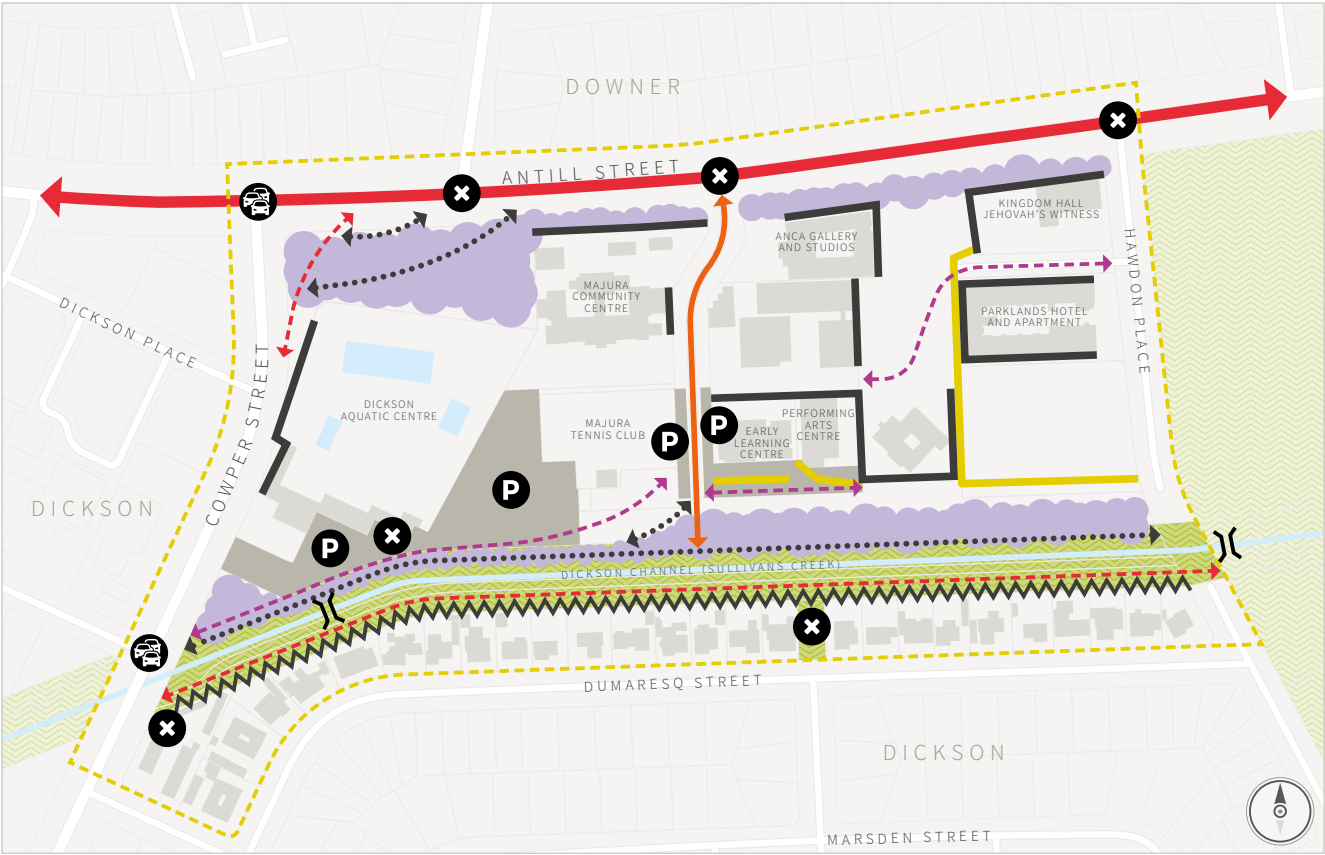 DOWNER
ANTILL STREET
KINGDOM HALL
JEHOVAH'S WITNESS
ANCA GALLERY
AND STUDIOS
HAWDON PLACE
MAJURA
COMMUNITY
CENTRE
DICKSON PLACE
PARKLANDS HOTEL
AND APARTMENT
COWPER STREET
DICKSON
AQUATIC CENTRE
MAJURA
TENNIS CLUB
P
P
EARLY
LEARNING
CENTRE
PERFORMING
ARTS
CENTRE
P
DICKSON
P
DICKSON CHANNEL (SULLIVANS CREEK)
DUMARESQ STREET
DICKSON
MARSDEN STREET